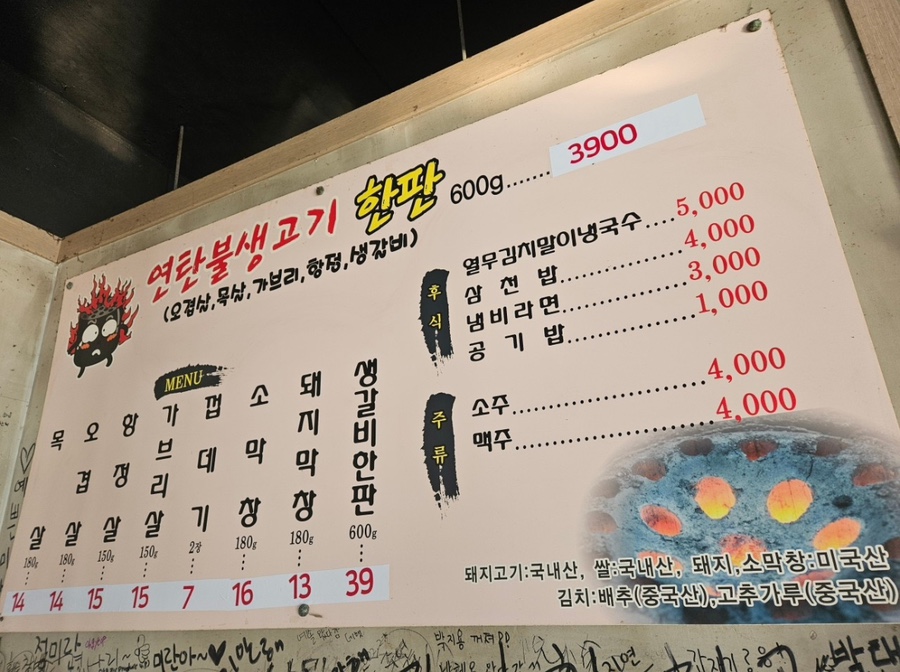 연탄불생고기 한판 600g...... 3900
(오겹살,목살,가브리,항정,생갈비)
MENU
목살 180g 14
오겹살 180g 14
항정살 150g 15
가브리살 150g 15
껍데기 2장 7
소막창 180g 16
돼지막창 180g 13
생갈비한판 600g 39
후식
열무김치말이냉국수.... 5,000
삼천밥............... 4,000
냄비라면............... 3,000
공기밥............... 1,000
주류
소주..................... 4,000
맥주..................... 4,000
돼지고기:국내산, 쌀:국내산, 돼지,소막창:미국산
김치:배추(중국산),고추가루(중국산)